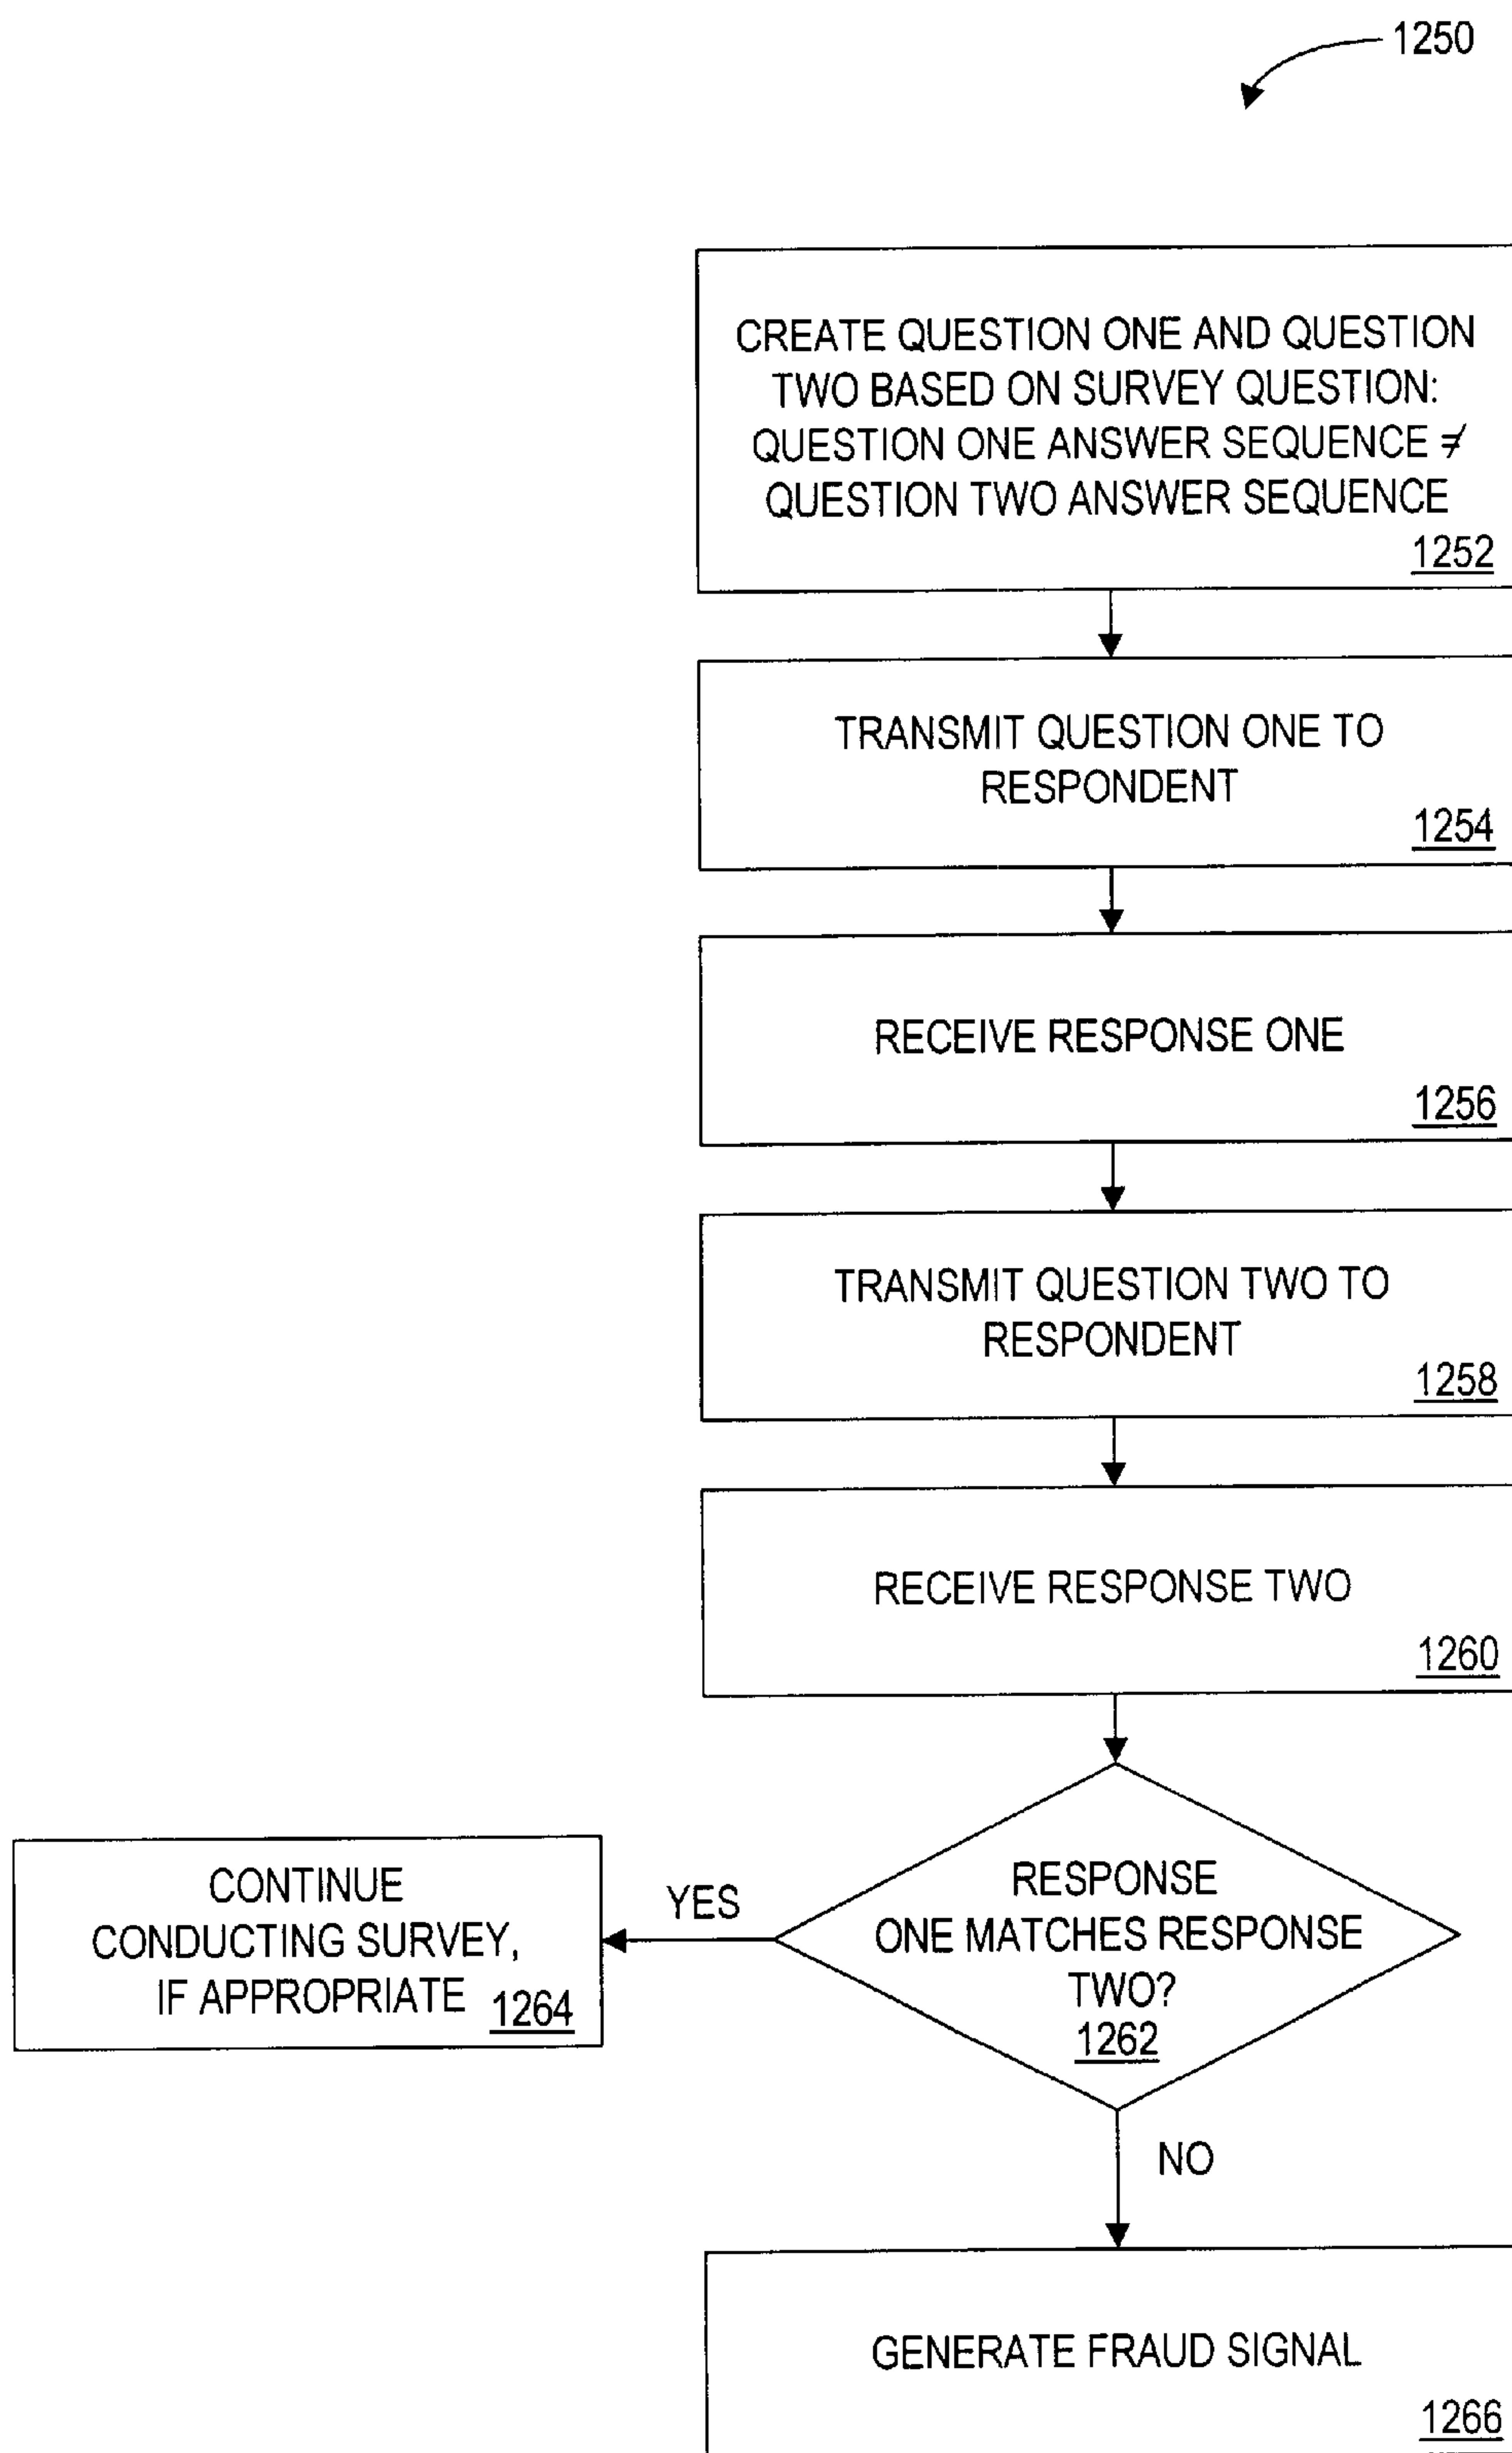 1250
CREATE QUESTION ONE AND QUESTION
TWO BASED ON SURVEY QUESTION:
QUESTION ONE ANSWER SEQUENCE ≠
QUESTION TWO ANSWER SEQUENCE
1252
TRANSMIT QUESTION ONE TO
RESPONDENT
1254
RECEIVE RESPONSE ONE
1256
TRANSMIT QUESTION TWO TO
RESPONDENT
1258
RECEIVE RESPONSE TWO
1260
RESPONSE
ONE MATCHES RESPONSE
TWO?
1262
YES
CONTINUE
CONDUCTING SURVEY,
IF APPROPRIATE 1264
NO
GENERATE FRAUD SIGNAL
1266